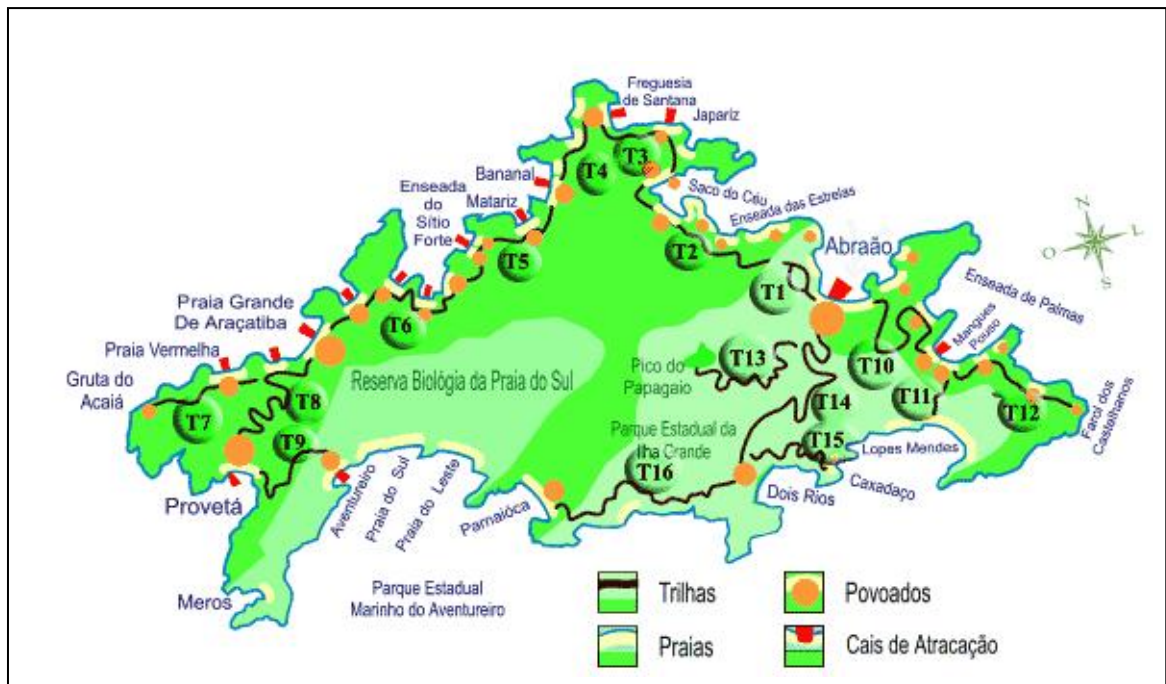 Freguesia
de Santana
Japariz
T3
T4
Bananal
Saco do Céu
Enseada
do
Sítio
Forte
Matariz
Enseada das Estrelas
N
O
L
S
T5
T2
Abraão
T1
Enseada de Palmas
Praia Grande
De Araçatiba
T6
Mangues
Pouso
Praia Vermelha
Gruta do
Acaiá
Reserva Biológia da Praia do Sul
Pico do
Papagaio
T13
T10
T7
T8
T14
T11
T12
Farol dos
Castelhanos
T9
Parque Estadual da
Ilha Grande
T15
Lopes Mendes
T16
Caxadaço
Dois Rios
Provetá
Aventureiro
Praia do Sul
Praia do Leste
Parnaióca
Meros
Parque Estadual
Marinho do Aventureiro
Trilhas
Povoados
Praias
Cais de Atracação